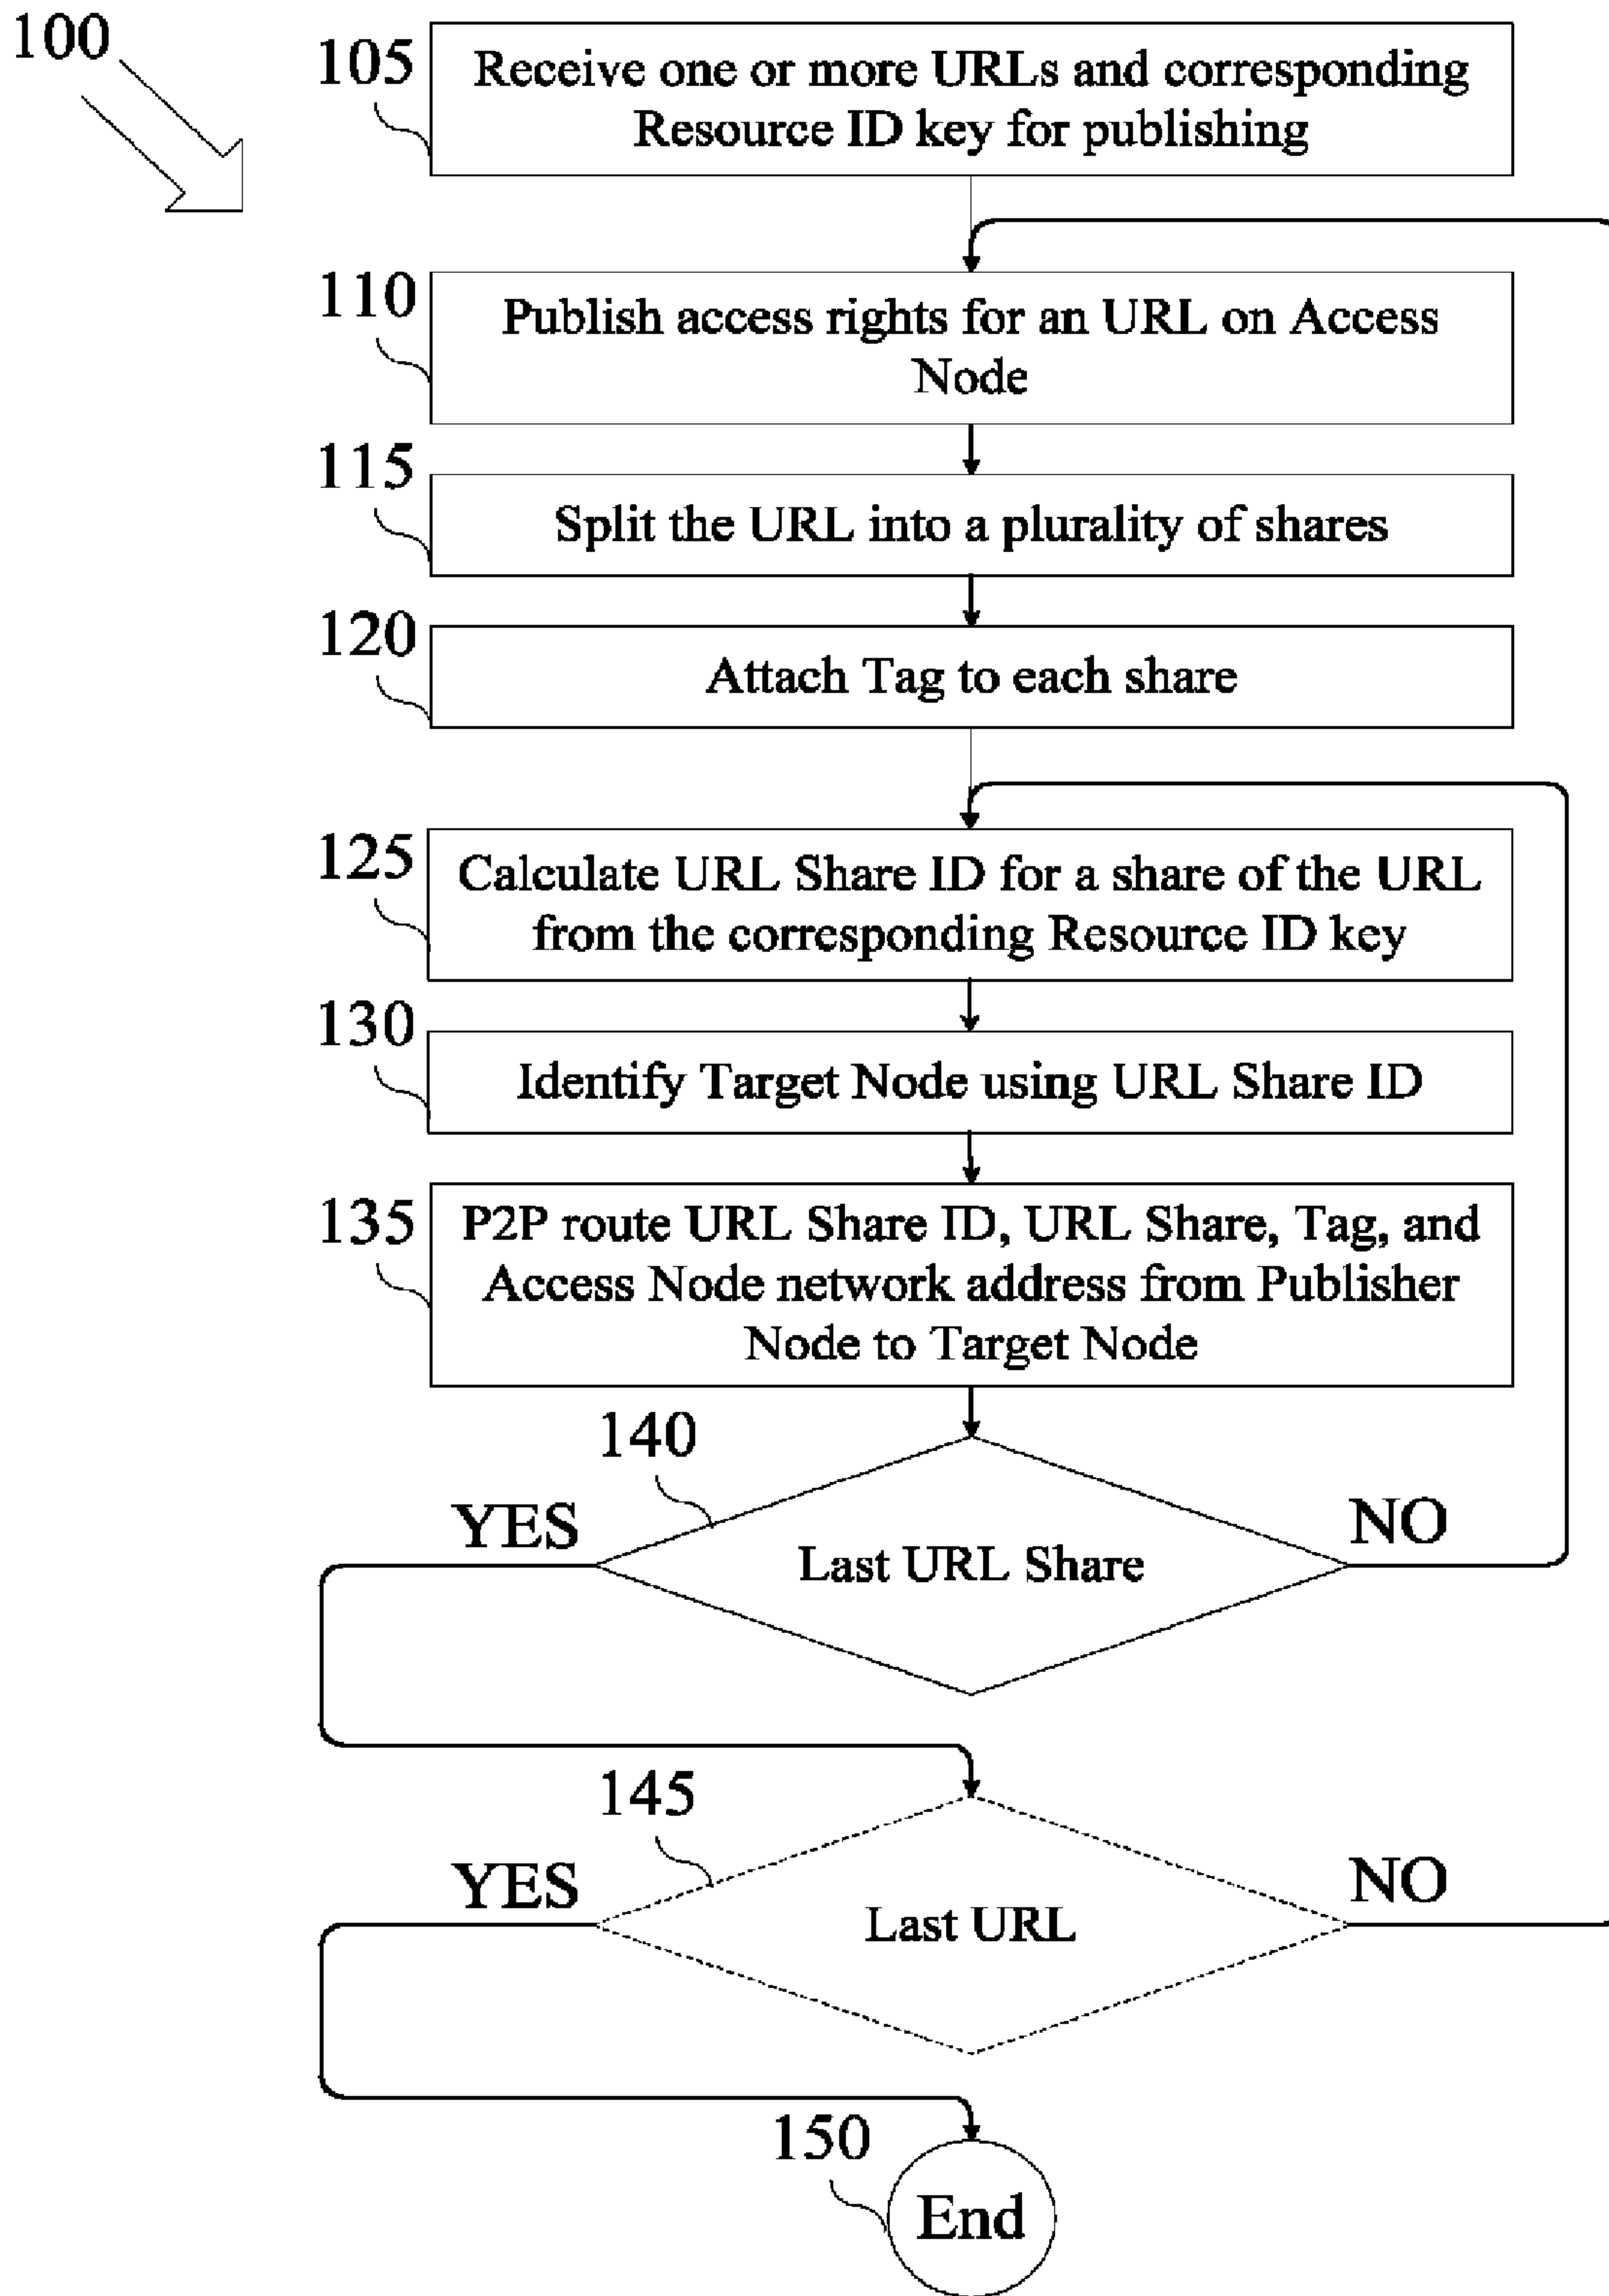 100
105
Receive one or more URLs and corresponding
Resource ID key for publishing
110
Publish access rights for an URL on Access
Node
115
Split the URL into a plurality of shares
120
Attach Tag to each share
125
Calculate URL Share ID for a share of the URL
from the corresponding Resource ID key
130
Identify Target Node using URL Share ID
135
P2P route URL Share ID, URL Share, Tag, and
Access Node network address from Publisher
Node to Target Node
140
YES
NO
Last URL Share
145
YES
NO
Last URL
150
End